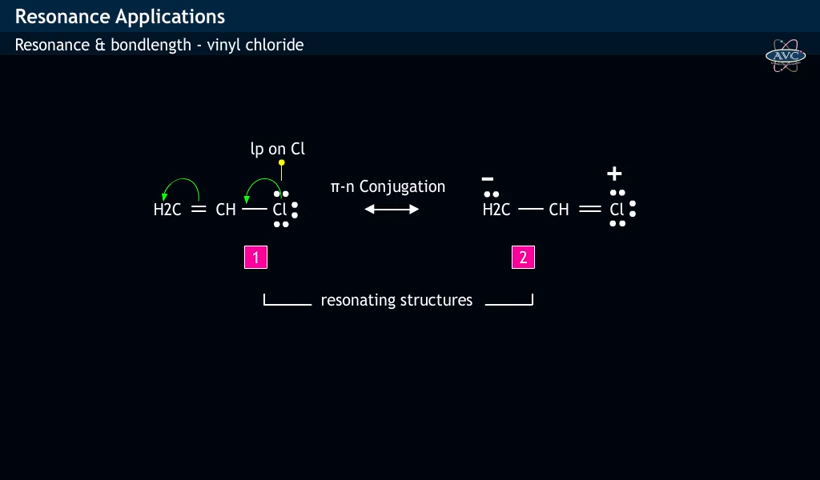 Resonance Applications
Resonance & bondlength - vinyl chloride
AVC
lp on Cl
π-n Conjugation
H2C = CH — Cl
H2C — CH = Cl
− +
1 2
resonating structures